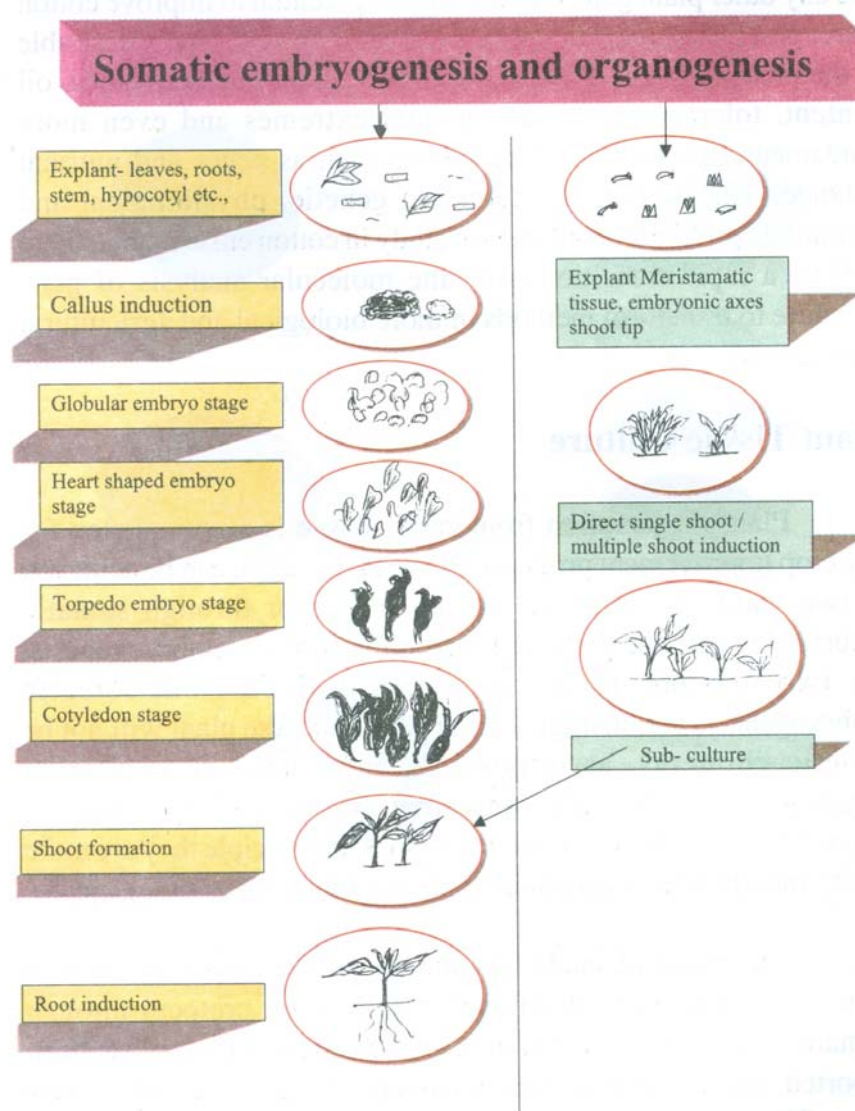 Somatic embryogenesis and organogenesis
Explant- leaves, roots,
stem, hypocotyl etc.,
Callus induction
Globular embryo stage
Heart shaped embryo
stage
Torpedo embryo stage
Cotyledon stage
Shoot formation
Root induction
Explant Meristamatic
tissue, embryonic axes
shoot tip
Direct single shoot /
multiple shoot induction
Sub- culture